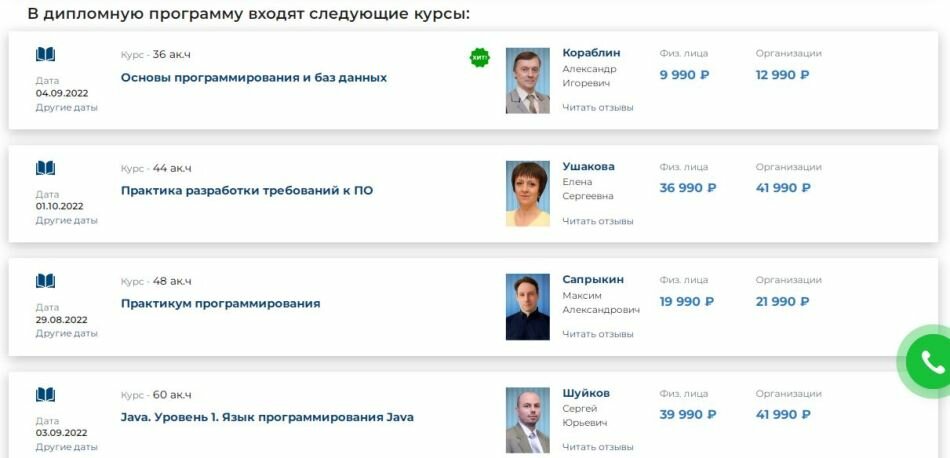 В дипломную программу входят следующие курсы:
Курс - 36 ак.ч
Основы программирования и баз данных
Дата
04.09.2022
Другие даты
ХИТ!
Кораблин
Александр
Игоревич
Читать отзывы
Физ. лица
9 990 ₽
Организации
12 990 ₽
Курс - 44 ак.ч
Практика разработки требований к ПО
Дата
01.10.2022
Другие даты
Ушакова
Елена
Сергеевна
Читать отзывы
Физ. лица
36 990 ₽
Организации
41 990 ₽
Курс - 48 ак.ч
Практикум программирования
Дата
29.08.2022
Другие даты
Сапрыкин
Максим
Александрович
Читать отзывы
Физ. лица
19 990 ₽
Организации
21 990 ₽
Курс - 60 ак.ч
Java. Уровень 1. Язык программирования Java
Дата
03.09.2022
Другие даты
Шуйков
Сергей
Юрьевич
Читать отзывы
Физ. лица
39 990 ₽
Организации
41 990 ₽